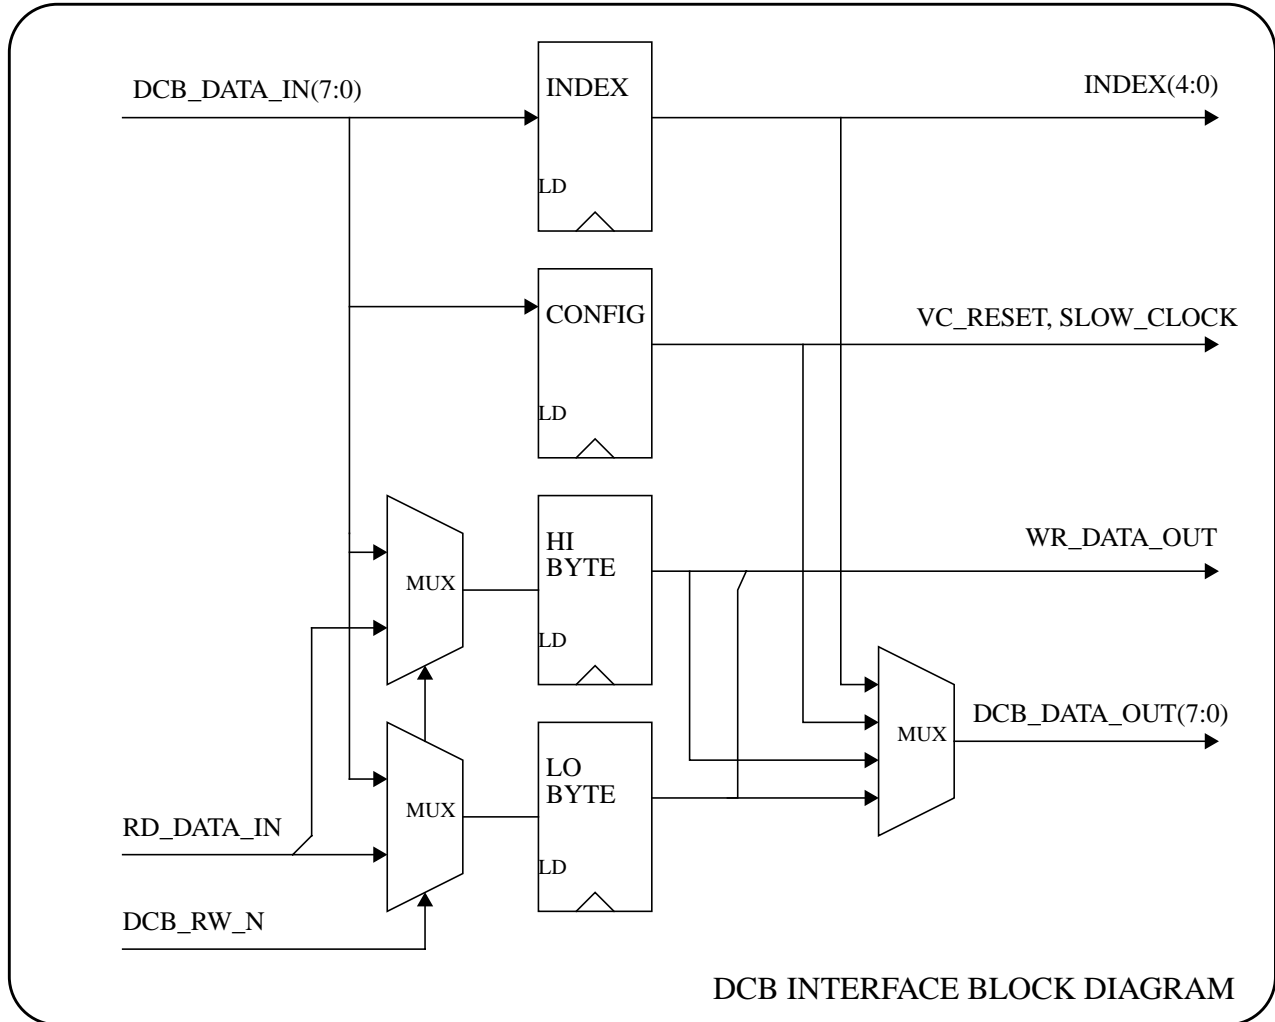 DCB_DATA_IN(7:0)
INDEX
INDEX(4:0)
LD
CONFIG
VC_RESET, SLOW_CLOCK
LD
HI
BYTE
WR_DATA_OUT
MUX
LD
DCB_DATA_OUT(7:0)
MUX
LO
BYTE
MUX
RD_DATA_IN
LD
DCB_RW_N
DCB INTERFACE BLOCK DIAGRAM